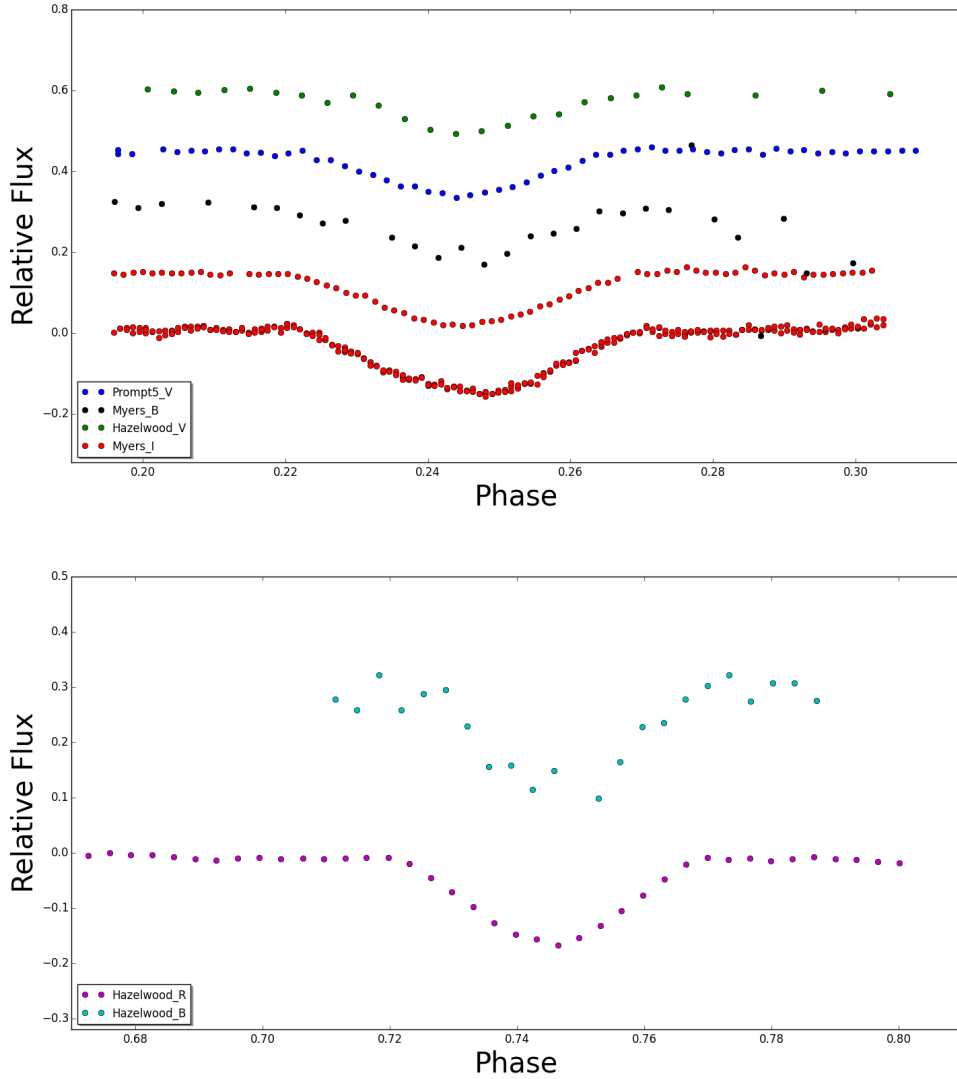 0.8
0.6
0.4
0.2
0.0
−0.2
Relative Flux
Prompt5_V
Myers_B
Hazelwood_V
Myers_I
0.20
0.22
0.24
0.26
0.28
0.30
Phase
0.5
0.4
0.3
0.2
0.1
0.0
−0.1
−0.2
−0.3
Relative Flux
Hazelwood_R
Hazelwood_B
0.68
0.70
0.72
0.74
0.76
0.78
0.80
Phase